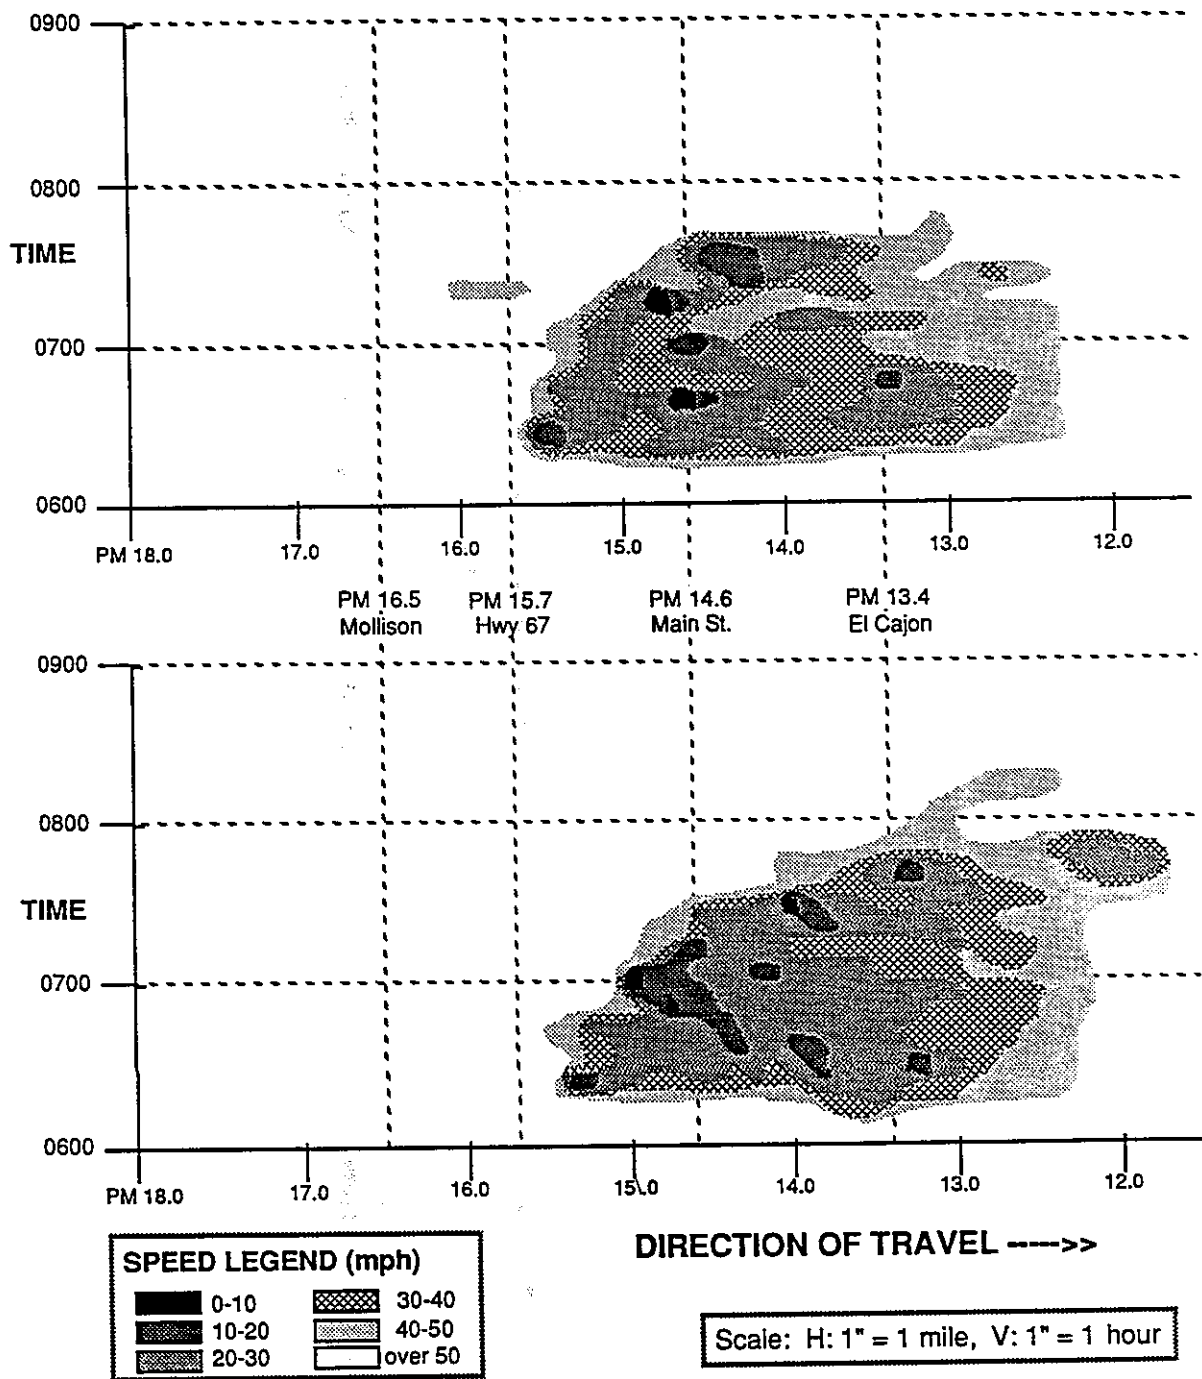 0900
0800
TIME
0700
0600
PM 18.0
17.0
16.0
15.0
14.0
13.0
12.0
PM 16.5
Mollison
PM 15.7
Hwy 67
PM 14.6
Main St.
PM 13.4
El Cajon
0900
0800
TIME
0700
0600
PM 18.0
17.0
16.0
15.0
14.0
13.0
12.0
DIRECTION OF TRAVEL ---->>
SPEED LEGEND (mph)
0-10
30-40
10-20
40-50
20-30
over 50
Scale: H: 1" = 1 mile, V: 1" = 1 hour